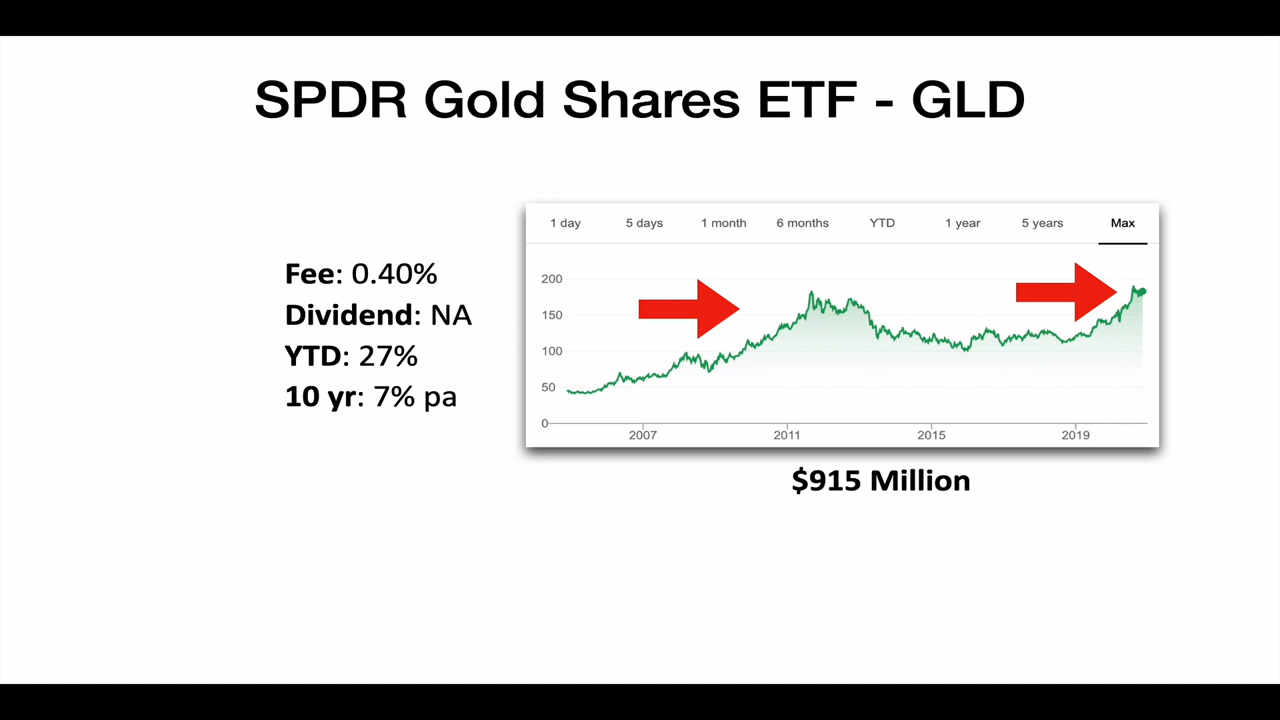 SPDR Gold Shares ETF - GLD
Fee: 0.40%
Dividend: NA
YTD: 27%
10 yr: 7% pa
1 day 5 days 1 month 6 months YTD 1 year 5 years Max
200
150
100
50
0
2007 2011 2015 2019
$915 Million